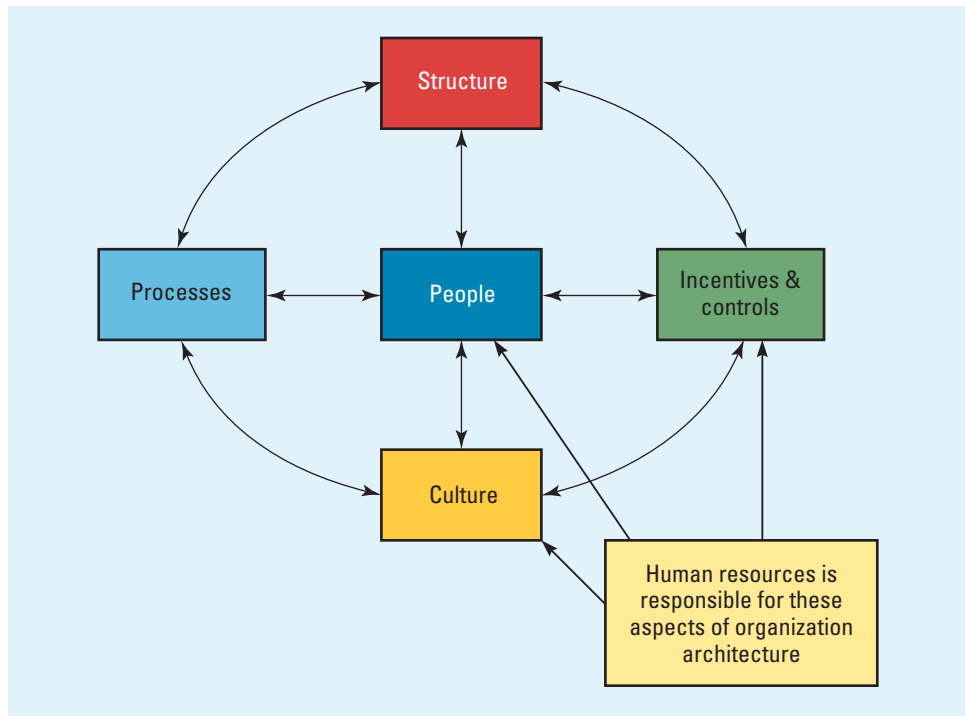 Structure
Processes
People
Incentives &
controls
Culture
Human resources is
responsible for these
aspects of organization
architecture